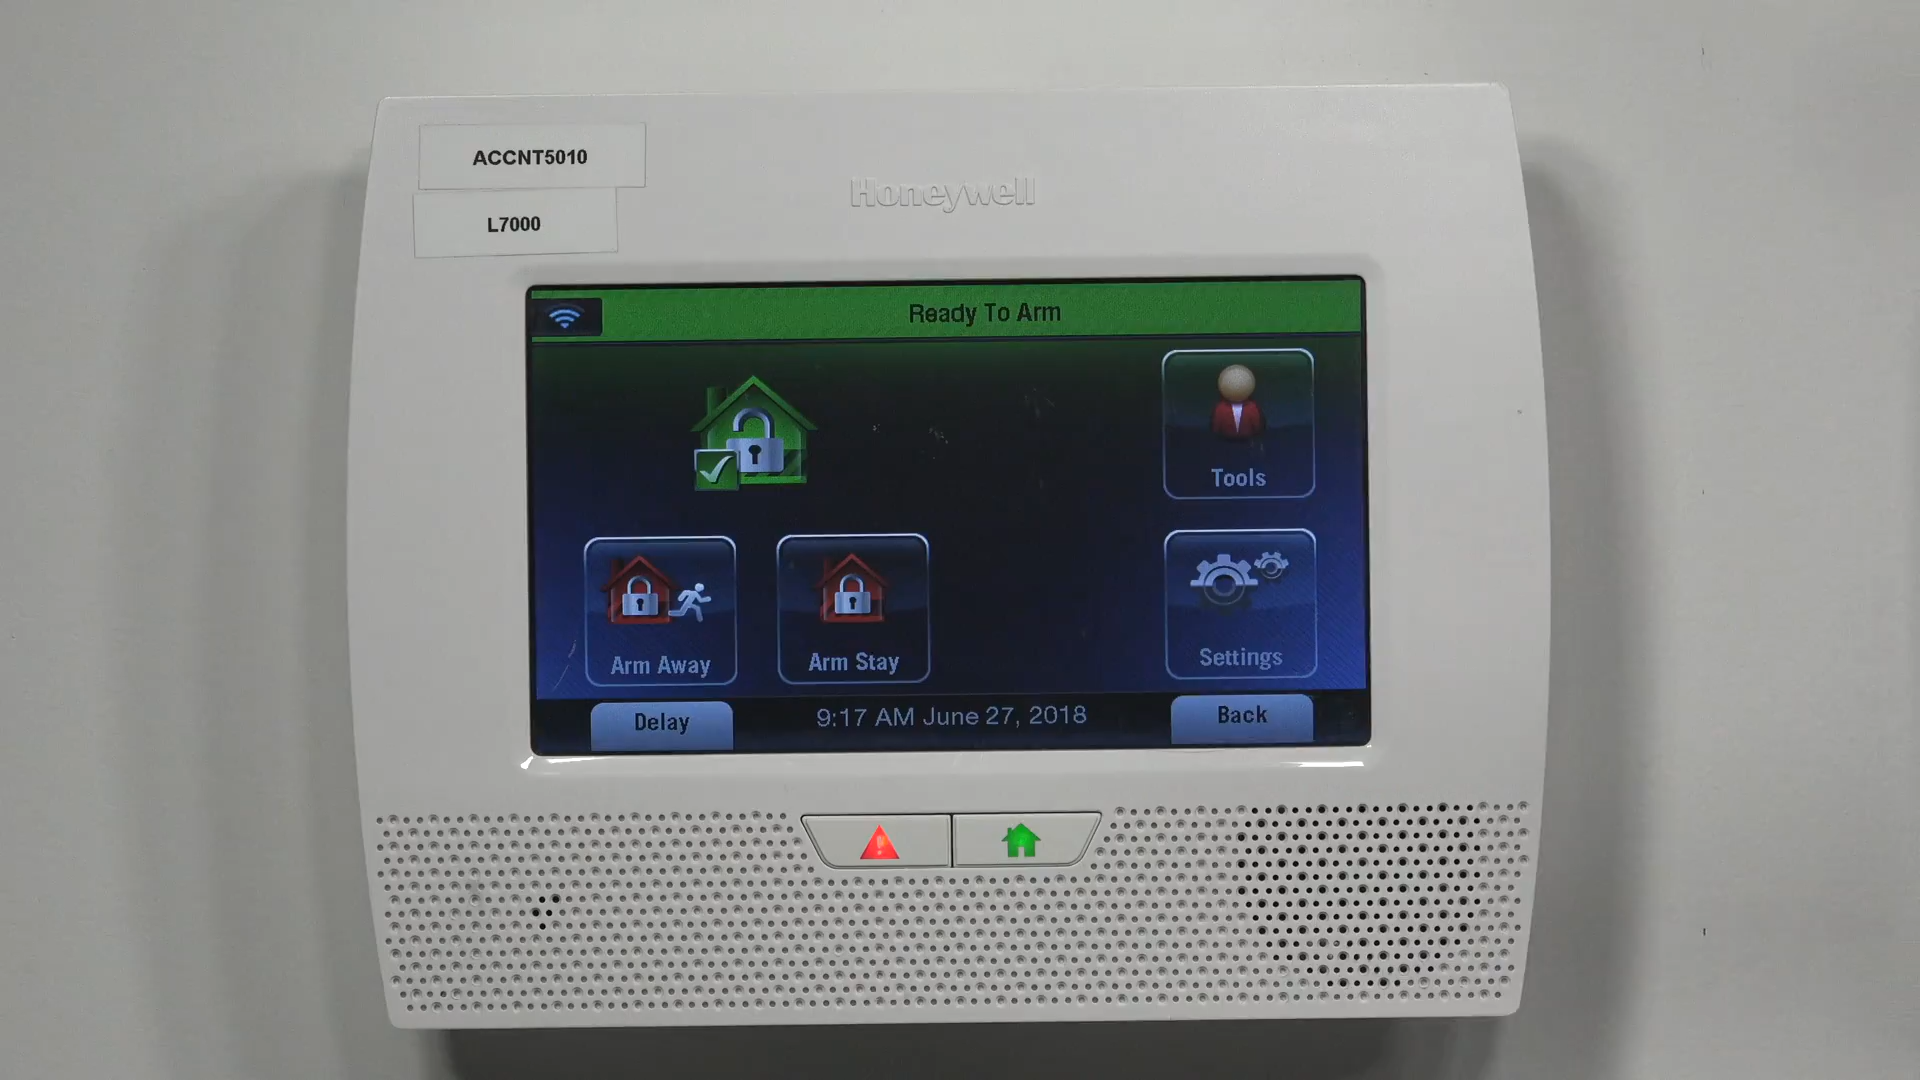 ACCNT5010
L7000
Honeywell
Ready To Arm
Tools
Arm Away
Arm Stay
Settings
Delay
9:17 AM June 27, 2018
Back